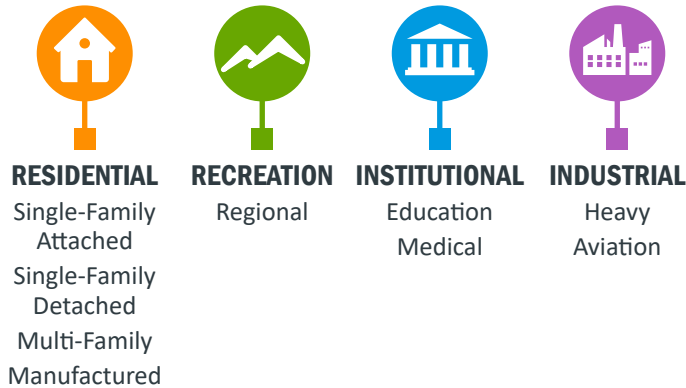 RESIDENTIAL
Single-Family
Attached
Single-Family
Detached
Multi-Family
Manufactured
RECREATION
Regional
INSTITUTIONAL
Education
Medical
INDUSTRIAL
Heavy
Aviation